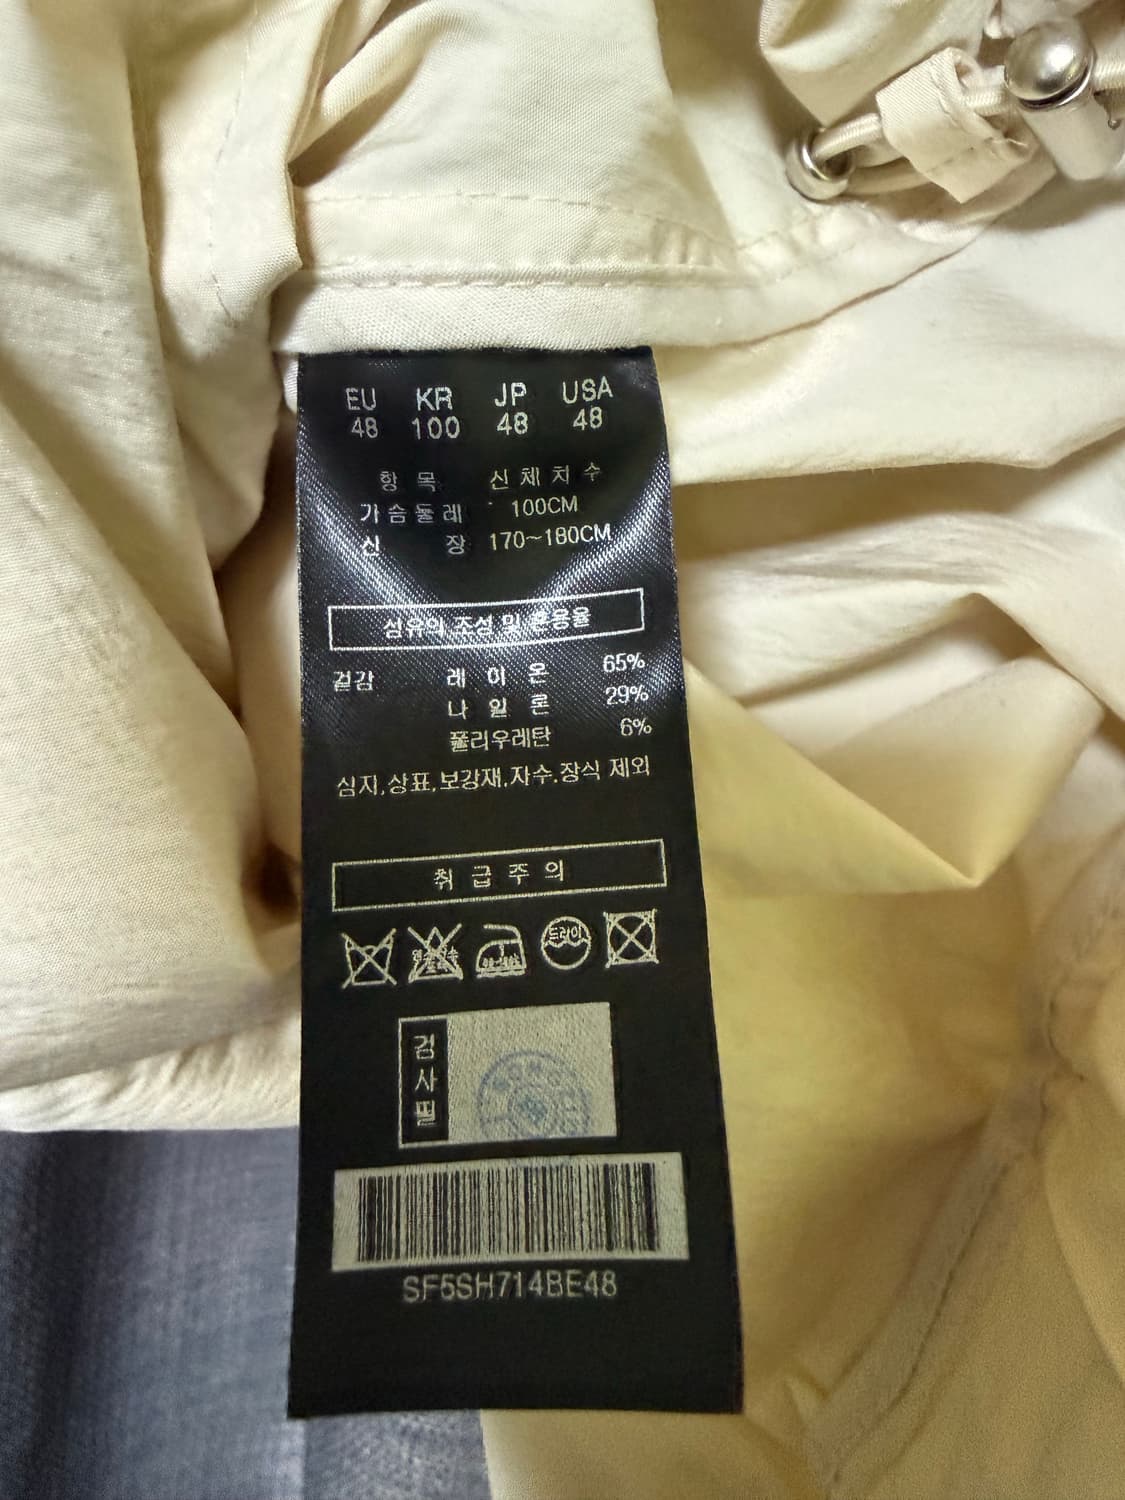 EU KR JP USA
48 100 48 48
항목 신체치수
가슴둘레 100CM
신장 170~180CM
섬유의 조성 및 혼용율
겉감 레이온 65%
나일론 29%
폴리우레탄 6%
심지,상표,보강재,자수,장식 제외
취급주의
드라이
검사필
SF5SH714BE48